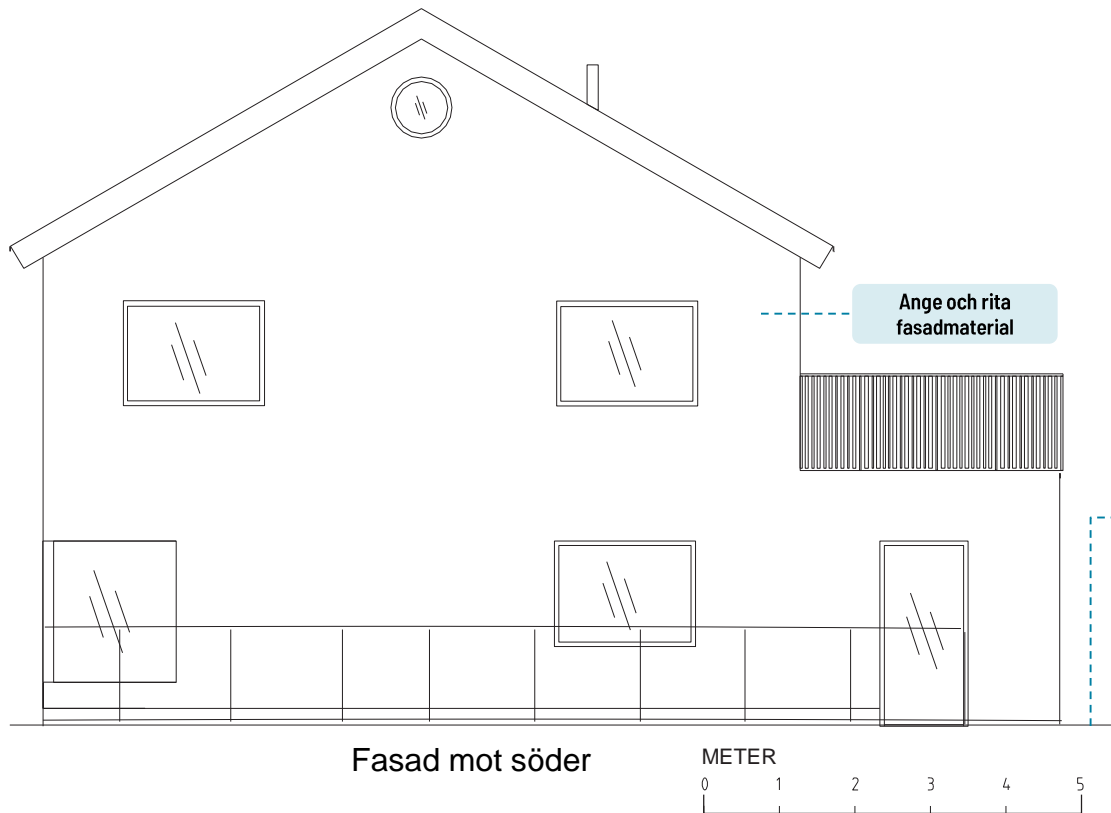 Ange och rita
fasadmaterial
Fasad mot söder
METER
0 1 2 3 4 5